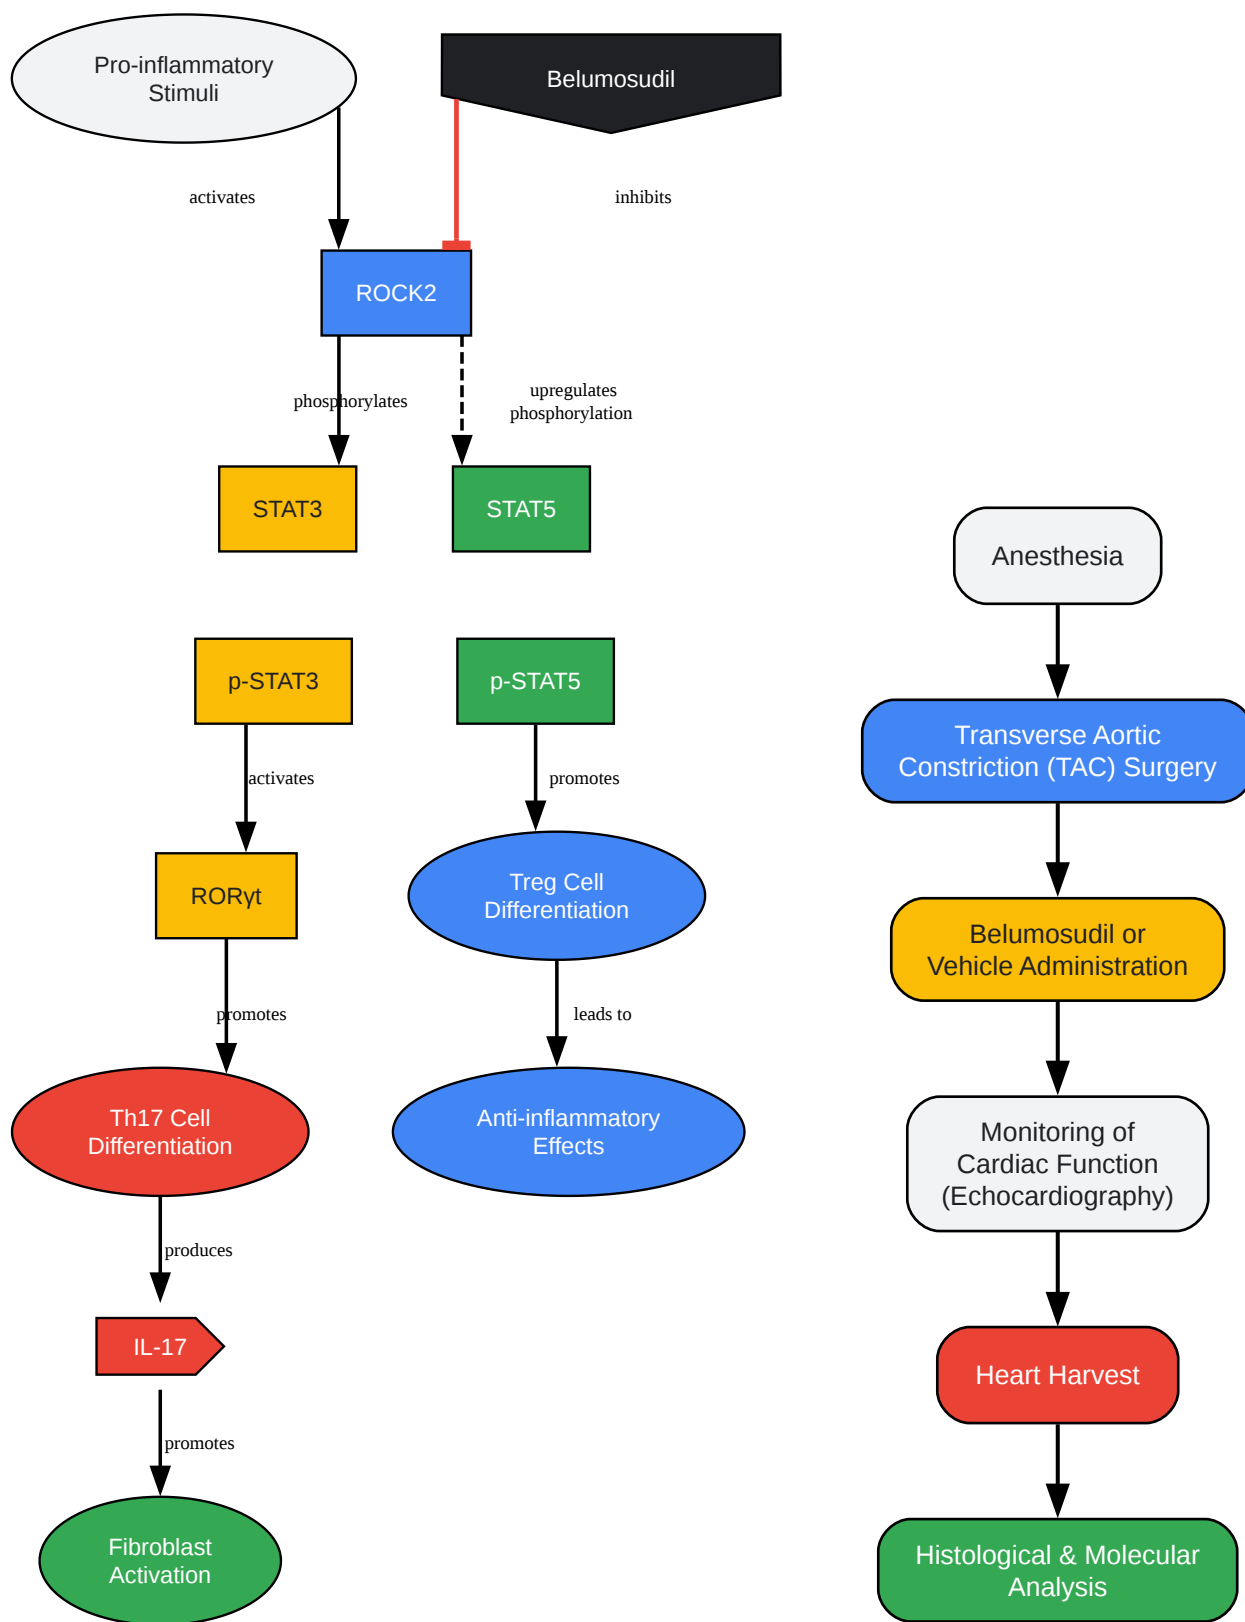 Pro-inflammatory
Stimuli
Belumosudil
activates
inhibits
ROCK2
phosphorylates
upregulates
phosphorylation
STAT3
STAT5
p-STAT3
p-STAT5
activates
promotes
RORγt
Treg Cell
Differentiation
promotes
leads to
Th17 Cell
Differentiation
Anti-inflammatory
Effects
produces
IL-17
promotes
Fibroblast
Activation
Anesthesia
Transverse Aortic
Constriction (TAC) Surgery
Belumosudil or
Vehicle Administration
Monitoring of
Cardiac Function
(Echocardiography)
Heart Harvest
Histological & Molecular
Analysis